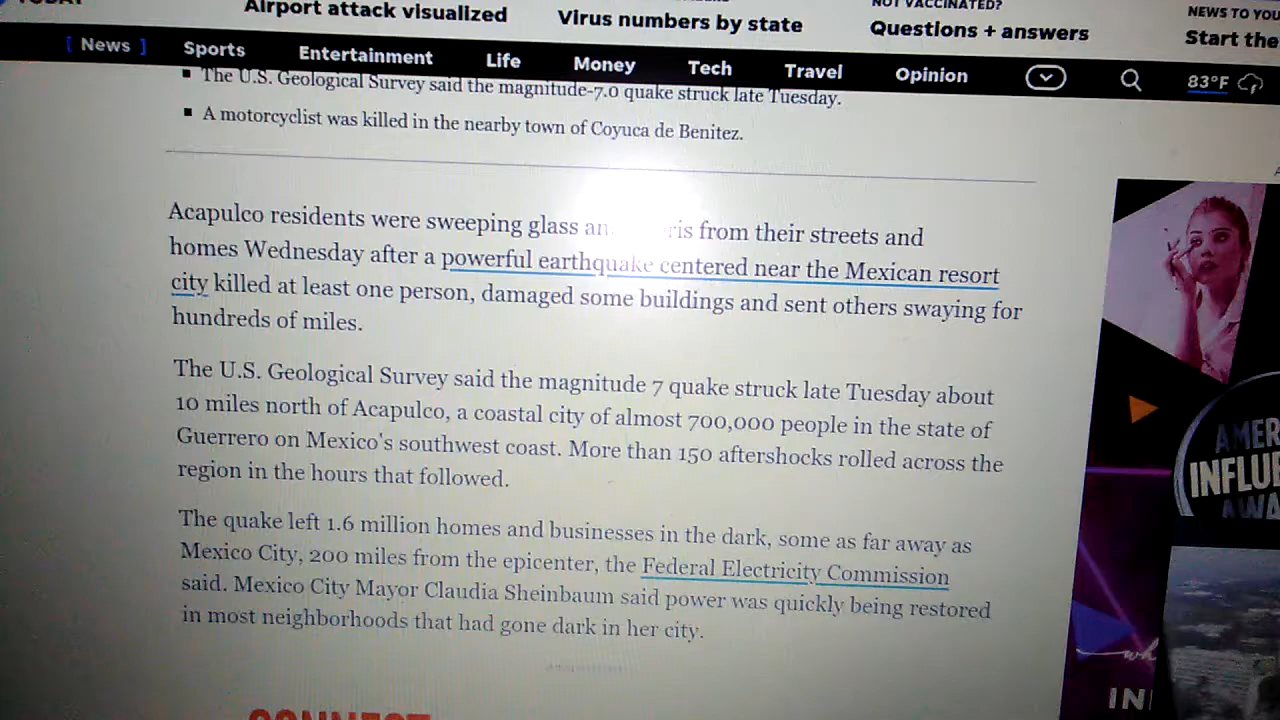 Airport attack visualized
Virus numbers by state
NOT VACCINATED?
Questions + answers
NEWS TO YOU
Start the
[ News ] Sports Entertainment Life Money Tech Travel Opinion 83°F
The U.S. Geological Survey said the magnitude-7.0 quake struck late Tuesday.
A motorcyclist was killed in the nearby town of Coyuca de Benitez.
Acapulco residents were sweeping glass from their streets and
homes Wednesday after a powerful earthquake centered near the Mexican resort
city killed at least one person, damaged some buildings and sent others swaying for
hundreds of miles.
The U.S. Geological Survey said the magnitude 7 quake struck late Tuesday about
10 miles north of Acapulco, a coastal city of almost 700,000 people in the state of
Guerrero on Mexico's southwest coast. More than 150 aftershocks rolled across the
region in the hours that followed.
The quake left 1.6 million homes and businesses in the dark, some as far away as
Mexico City, 200 miles from the epicenter, the Federal Electricity Commission
said. Mexico City Mayor Claudia Sheinbaum said power was quickly being restored
in most neighborhoods that had gone dark in her city.
AMER
INFLUE
AWA
IN